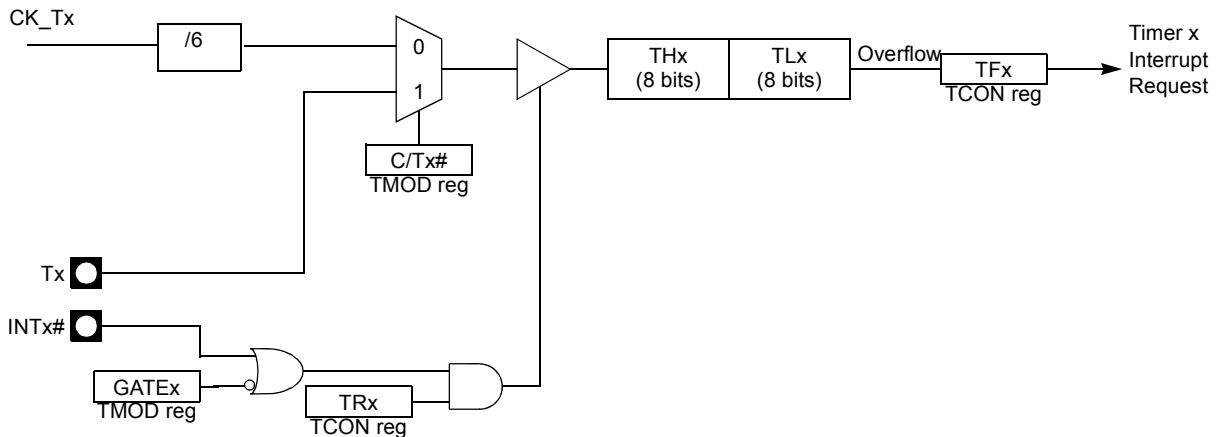 CK_Tx
/6
0
1
C/Tx#
TMOD reg
THx
(8 bits)
TLx
(8 bits)
Overflow
TFx
TCON reg
Timer x
Interrupt
Request
Tx
INTx#
GATEx
TMOD reg
TRx
TCON reg